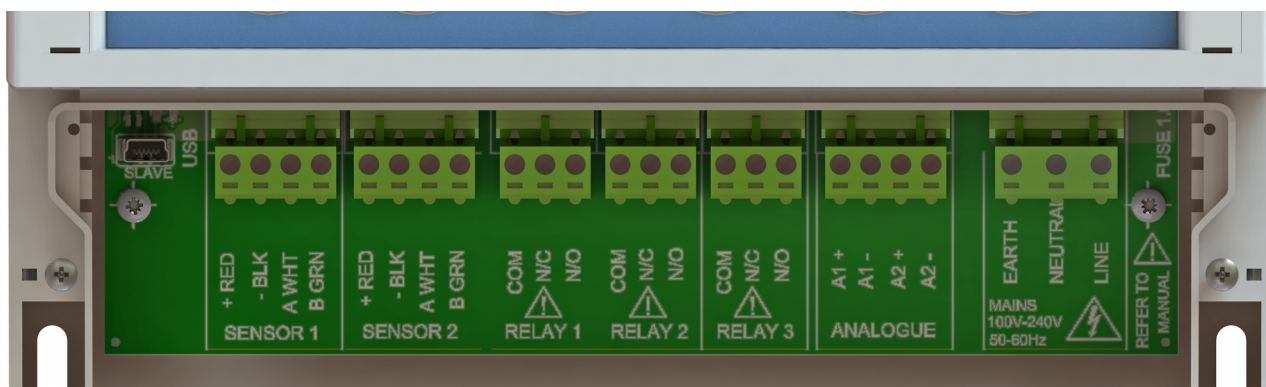 USB
SLAVE
+ RED
- BLK
A WHT
B GRN
SENSOR 1
+ RED
- BLK
A WHT
B GRN
SENSOR 2
COM
N/C
N/O
RELAY 1
COM
N/C
N/O
RELAY 2
COM
N/C
N/O
RELAY 3
A1 +
A1 -
A2 +
A2 -
ANALOGUE
EARTH
NEUTRAL
LINE
MAINS
100V-240V
50-60Hz
REFER TO
MANUAL
FUSE 1.